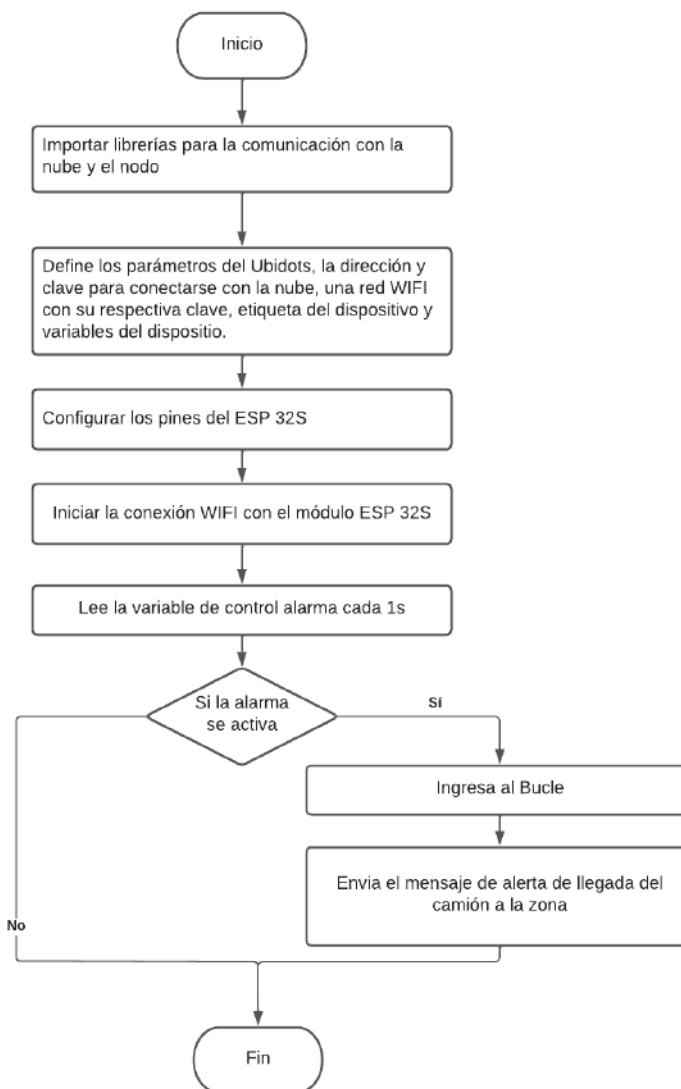 Inicio
Importar librerías para la comunicación con la
nube y el nodo
Define los parámetros del Ubidots, la dirección y
clave para conectarse con la nube, una red WIFI
con su respectiva clave, etiqueta del dispositivo y
variables del dispositio.
Configurar los pines del ESP 32S
Iniciar la conexión WIFI con el módulo ESP 32S
Lee la variable de control alarma cada 1s
Si la alarma
se activa
Sí
Ingresa al Bucle
Envia el mensaje de alerta de llegada del
camión a la zona
No
Fin